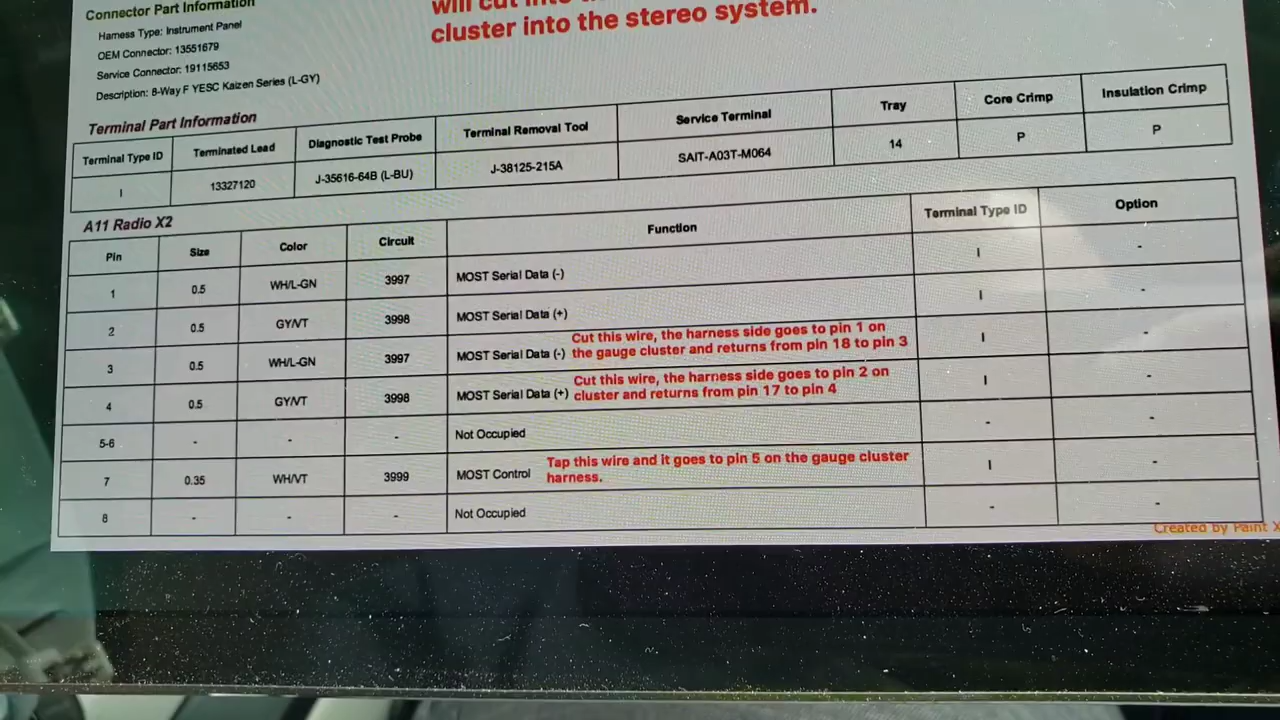 Connector Part Information
will cut into
cluster into the stereo system.
Harness Type: Instrument Panel
OEM Connector: 13551679
Service Connector: 19115653
Description: 8-Way F YESC Kaizen Series (L-GY)
Terminal Part Information
Terminal Type ID Terminated Lead Diagnostic Test Probe Terminal Removal Tool Service Terminal Tray Core Crimp Insulation Crimp
I 13327120 J-35616-64B (L-BU) J-38125-215A SAIT-A03T-M064 14 P P
A11 Radio X2
Pin Size Color Circuit Function Terminal Type ID Option
1 0.5 WH/L-GN 3997 MOST Serial Data (-) I -
2 0.5 GY/VT 3998 MOST Serial Data (+) I -
3 0.5 WH/L-GN 3997 MOST Serial Data (-) Cut this wire, the harness side goes to pin 1 on the gauge cluster and returns from pin 18 to pin 3 I -
4 0.5 GY/VT 3998 MOST Serial Data (+) Cut this wire, the harness side goes to pin 2 on cluster and returns from pin 17 to pin 4 I -
5-6 - - - Not Occupied - -
7 0.35 WH/VT 3999 MOST Control Tap this wire and it goes to pin 5 on the gauge cluster harness. I -
8 - - - Not Occupied - -
Created by Paint X